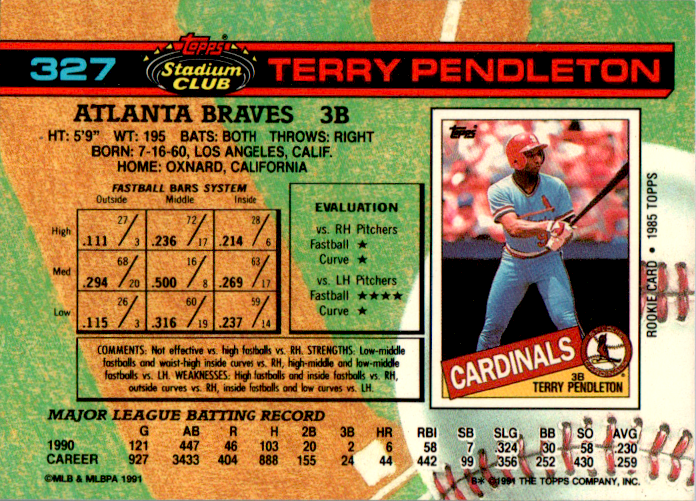 327
Topps
Stadium
CLUB
TERRY PENDLETON
ATLANTA BRAVES 3B
HT: 5'9" WT: 195 BATS: BOTH THROWS: RIGHT
BORN: 7-16-60, LOS ANGELES, CALIF.
HOME: OXNARD, CALIFORNIA
FASTBALL BARS SYSTEM
Outside Middle Inside
High .111 27/3 .236 72/17 .214 28/6
Med .294 68/20 .500 16/8 .269 63/17
Low .115 26/3 .316 60/19 .237 59/14
EVALUATION
vs. RH Pitchers
Fastball ★
Curve ★
vs. LH Pitchers
Fastball ★★★★
Curve ★
COMMENTS: Not effective vs. high fastballs vs. RH. STRENGTHS: Low-middle
fastballs and waist-high inside curves vs. RH, high-middle and low-middle
fastballs vs. LH. WEAKNESSES: High fastballs and inside fastballs vs. RH,
outside curves vs. RH, inside fastballs and low curves vs. LH.
Topps
CARDINALS
3B
TERRY PENDLETON
ROOKIE CARD • 1985 TOPPS
MAJOR LEAGUE BATTING RECORD
G AB R H 2B 3B HR RBI SB SLG BB SO AVG
1990 121 447 46 103 20 2 6 58 7 .324 30 58 .230
CAREER 927 3433 404 888 155 24 44 442 99 .356 252 430 .259
©MLB & MLBPA 1991
B* ©1991 THE TOPPS COMPANY, INC.